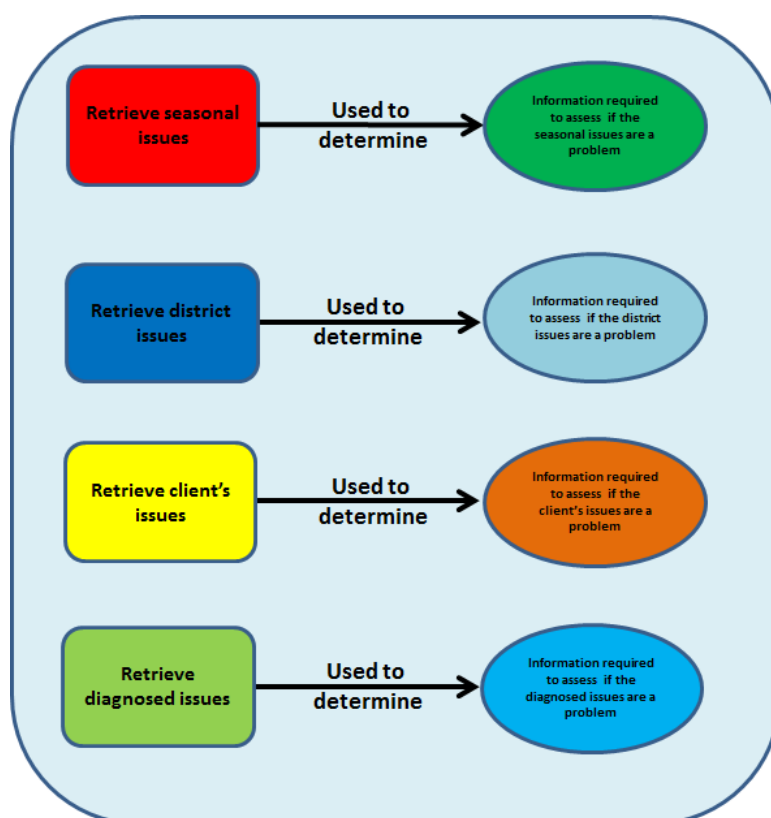 Retrieve seasonal
issues
Used to
determine
Information required
to assess if the
seasonal issues are a
problem
Retrieve district
issues
Used to
determine
Information required
to assess if the district
issues are a problem
Retrieve client's
issues
Used to
determine
Information required
to assess if the
client's issues are a
problem
Retrieve
diagnosed issues
Used to
determine
Information required
to assess if the
diagnosed issues are a
problem